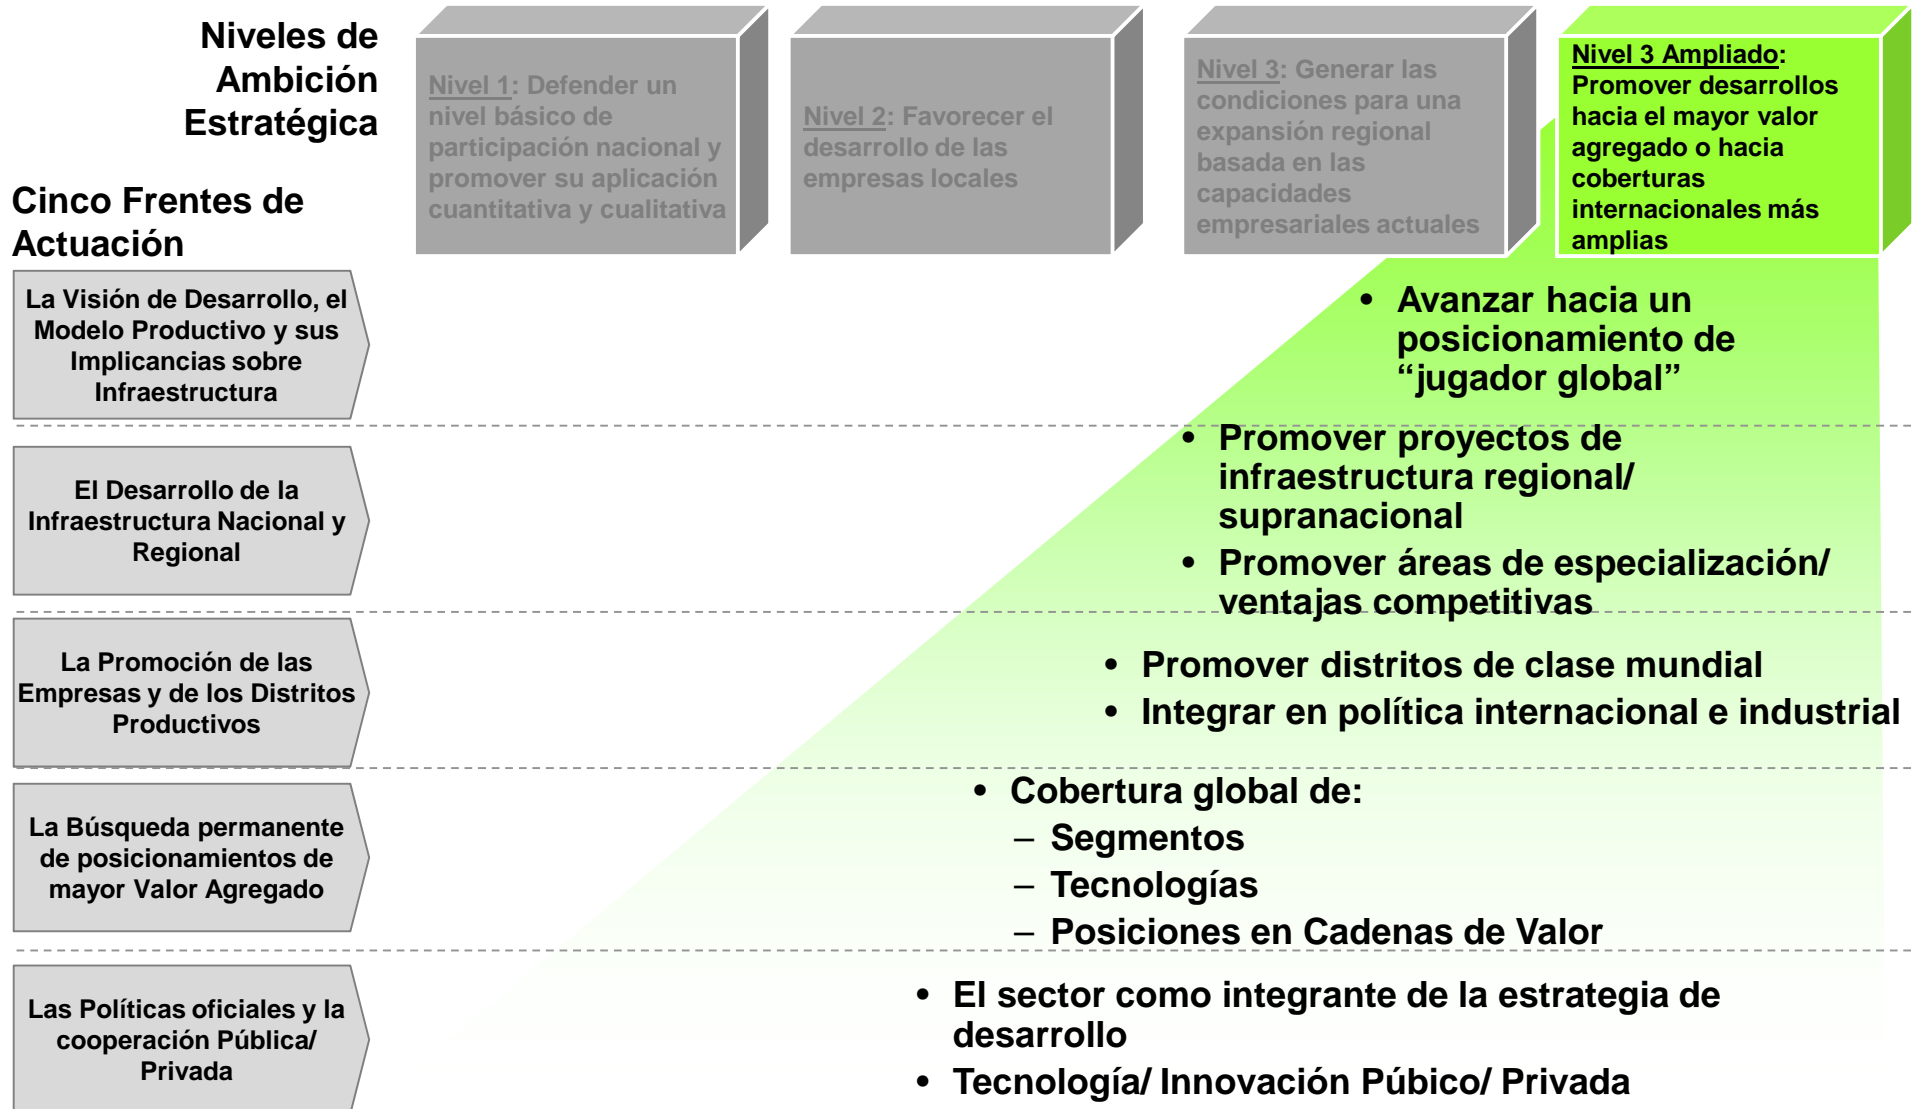 Niveles de
Ambición
Estratégica
Nivel 1: Defender un
nivel básico de
participación nacional y
promover su aplicación
cuantitativa y cualitativa
Nivel 2: Favorecer el
desarrollo de las
empresas locales
Nivel 3: Generar las
condiciones para una
expansión regional
basada en las
capacidades
empresariales actuales
Nivel 3 Ampliado:
Promover desarrollos
hacia el mayor valor
agregado o hacia
coberturas
internacionales más
amplias
Cinco Frentes de
Actuación
La Visión de Desarrollo, el
Modelo Productivo y sus
Implicancias sobre
Infraestructura
• Avanzar hacia un
posicionamiento de
“jugador global”
El Desarrollo de la
Infraestructura Nacional y
Regional
• Promover proyectos de
infraestructura regional/
supranacional
• Promover áreas de especialización/
ventajas competitivas
La Promoción de las
Empresas y de los Distritos
Productivos
• Promover distritos de clase mundial
• Integrar en política internacional e industrial
La Búsqueda permanente
de posicionamientos de
mayor Valor Agregado
• Cobertura global de:
– Segmentos
– Tecnologías
– Posiciones en Cadenas de Valor
Las Políticas oficiales y la
cooperación Pública/
Privada
• El sector como integrante de la estrategia de
desarrollo
• Tecnología/ Innovación Púbico/ Privada